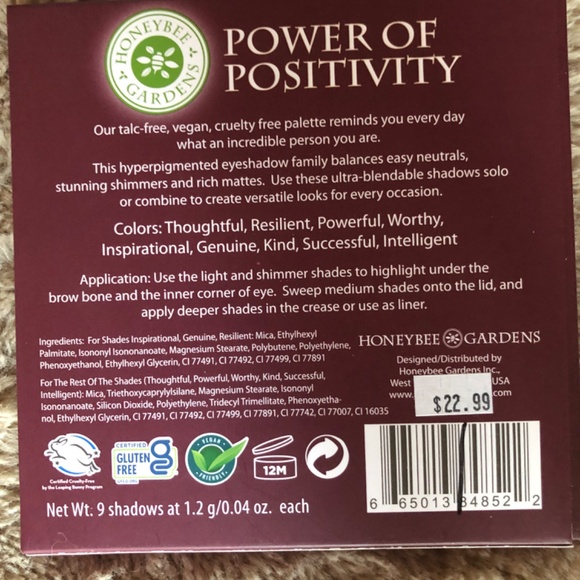 HONEYBEE GARDENS
POWER OF
POSITIVITY
Our talc-free, vegan, cruelty free palette reminds you every day
what an incredible person you are.
This hyperpigmented eyeshadow family balances easy neutrals,
stunning shimmers and rich mattes. Use these ultra-blendable shadows solo
or combine to create versatile looks for every occasion.
Colors: Thoughtful, Resilient, Powerful, Worthy,
Inspirational, Genuine, Kind, Successful, Intelligent
Application: Use the light and shimmer shades to highlight under the
brow bone and the inner corner of eye. Sweep medium shades onto the lid, and
apply deeper shades in the crease or use as liner.
Ingredients: For Shades Inspirational, Genuine, Resilient: Mica, Ethylhexyl
Palmitate, Isononyl Isononanoate, Magnesium Stearate, Polybutene, Polyethylene,
Phenoxyethanol, Ethylhexyl Glycerin, CI 77491, CI 77492, CI 77499, CI 77891
For The Rest Of The Shades (Thoughtful, Powerful, Worthy, Kind, Successful,
Intelligent): Mica, Triethoxycaprylylsilane, Magnesium Stearate, Isononyl
Isononanoate, Silicon Dioxide, Polyethylene, Tridecyl Trimellitate, Phenoxyetha-
nol, Ethylhexyl Glycerin, CI 77491, CI 77492, CI 77499, CI 77891, CI 77742, CI 77007, CI 16035
HONEYBEE GARDENS
Designed/Distributed by
Honeybee Gardens Inc.,
West USA
$22.99
Certified Cruelty-Free
by the Leaping Bunny Program
CERTIFIED
GLUTEN
FREE
VEGAN
FRIENDLY
12M
6 65013 84852 2
Net Wt: 9 shadows at 1.2 g/0.04 oz. each